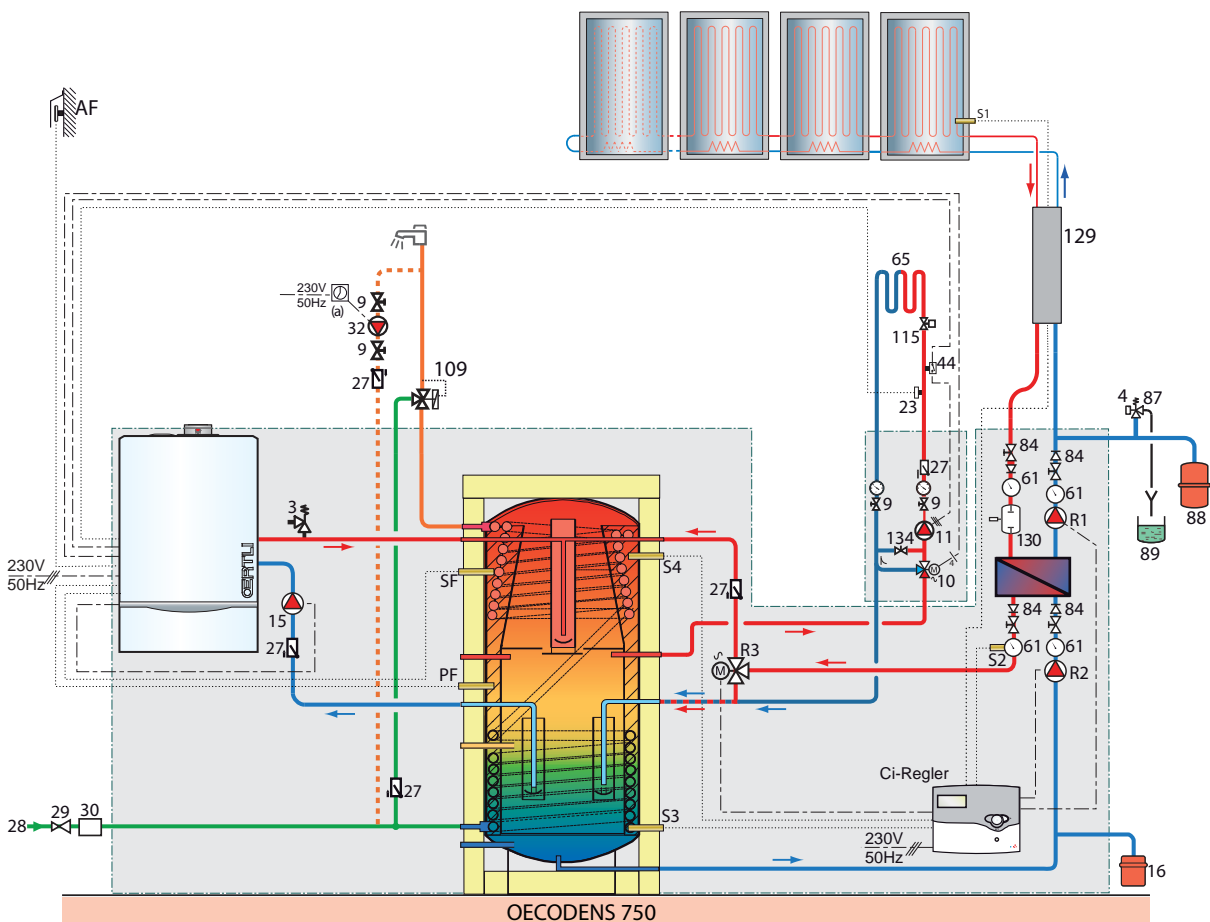 S1
AF
129
65
230V
50Hz
(a)
9
32
9
27
109
115
44
23
4
87
84
84
61
61
27
9
9
R1
88
3
11
130
89
134
M
10
230V
50Hz
OERTLI
SF
S4
27
84
84
15
27
R3
M
S2
61
61
PF
R2
Ci-Regler
27
28
29
30
S3
230V
50Hz
16
OECODENS 750